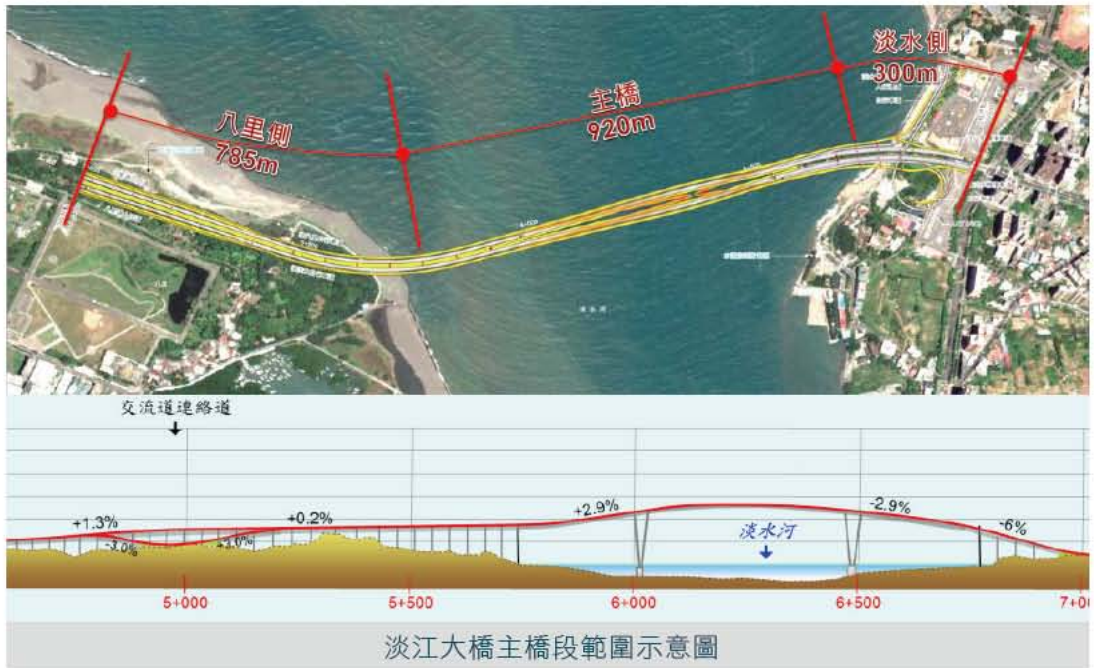 八里側
785m
主橋
920m
淡水側
300m
交流道連絡道
+1.3%
-3.0%
+3.0%
+0.2%
+2.9%
淡水河
-2.9%
-6%
5+000
5+500
6+000
6+500
淡江大橋主橋段範圍示意圖